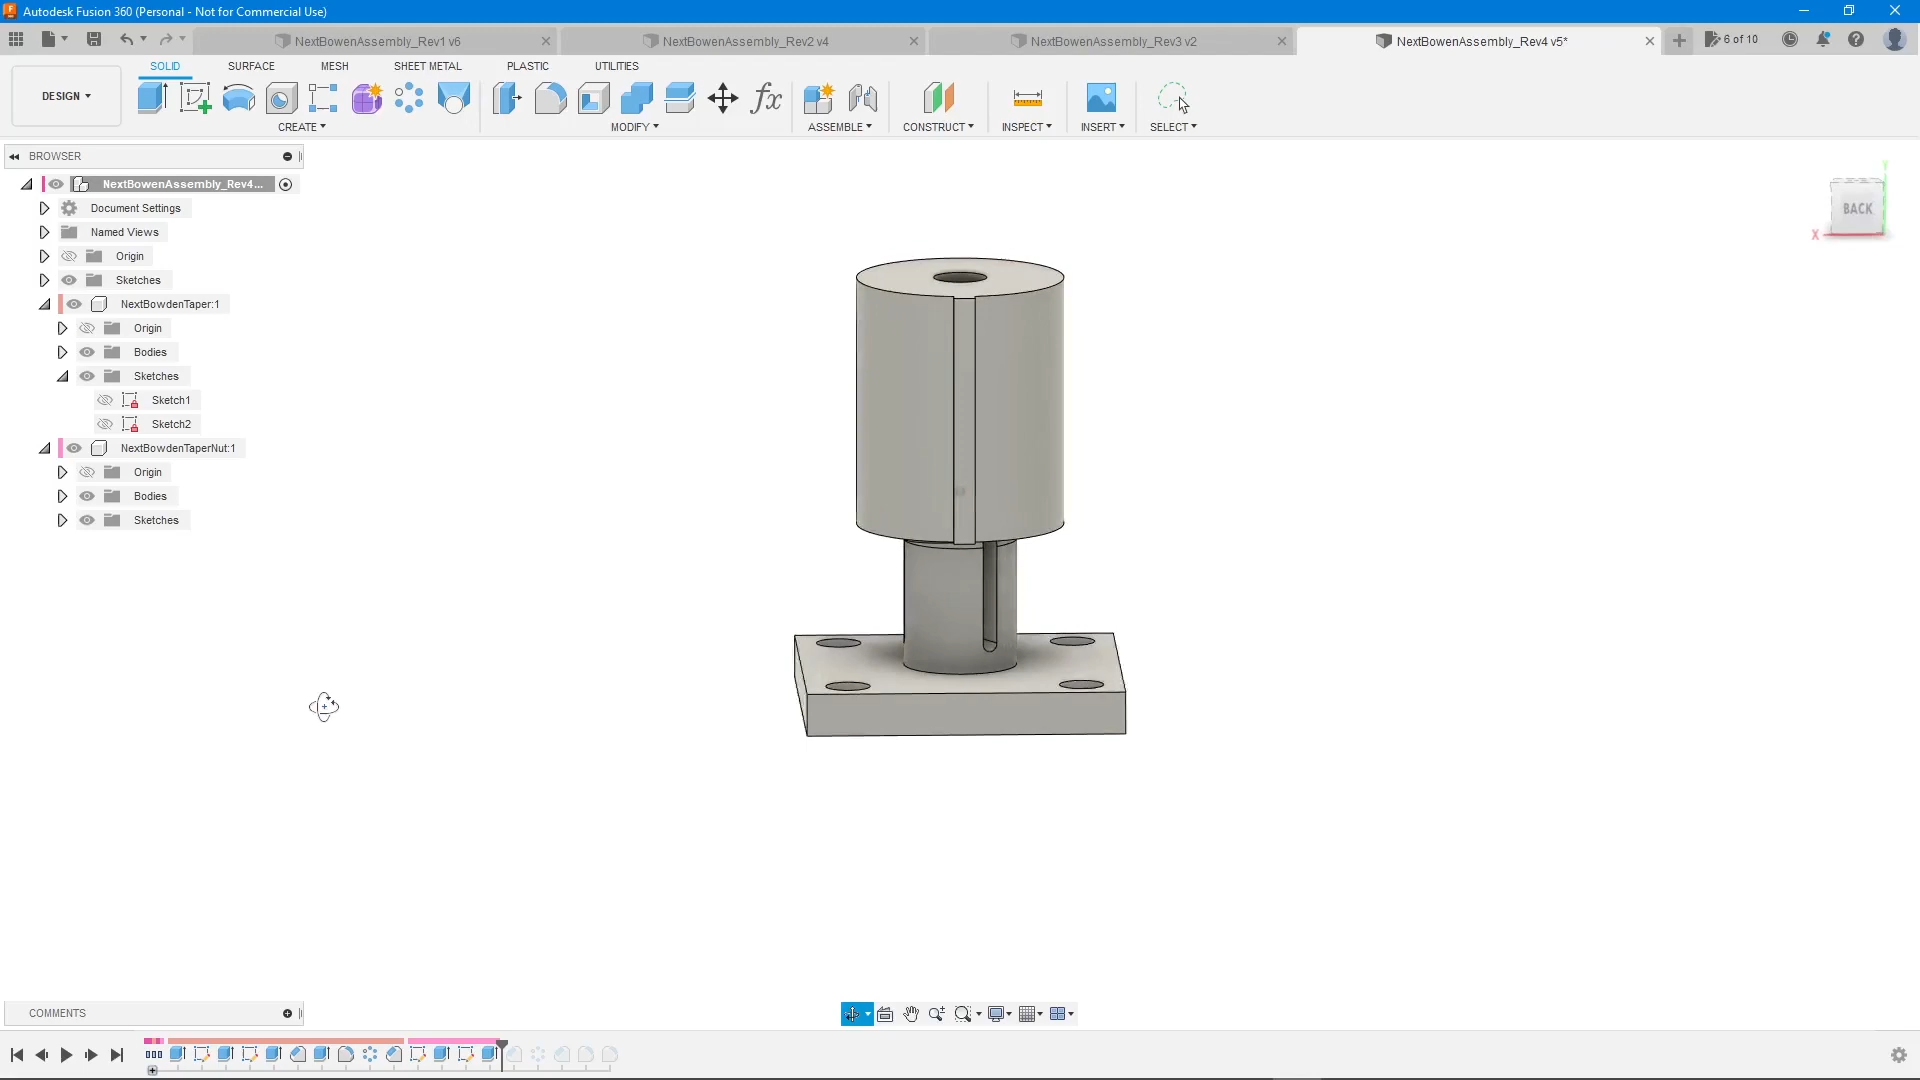 Autodesk Fusion 360 (Personal - Not for Commercial Use)
NextBowenAssembly_Rev1 v6
NextBowenAssembly_Rev2 v4
NextBowenAssembly_Rev3 v2
NextBowenAssembly_Rev4 v5*
6 of 10
DESIGN
SOLID
SURFACE
MESH
SHEET METAL
PLASTIC
UTILITIES
fx
CREATE
MODIFY
ASSEMBLE
CONSTRUCT
INSPECT
INSERT
SELECT
BROWSER
NextBowenAssembly_Rev4...
Document Settings
Named Views
Origin
Sketches
NextBowdenTaper:1
Origin
Bodies
Sketches
Sketch1
Sketch2
NextBowdenTaperNut:1
Origin
Bodies
Sketches
BACK
X
COMMENTS